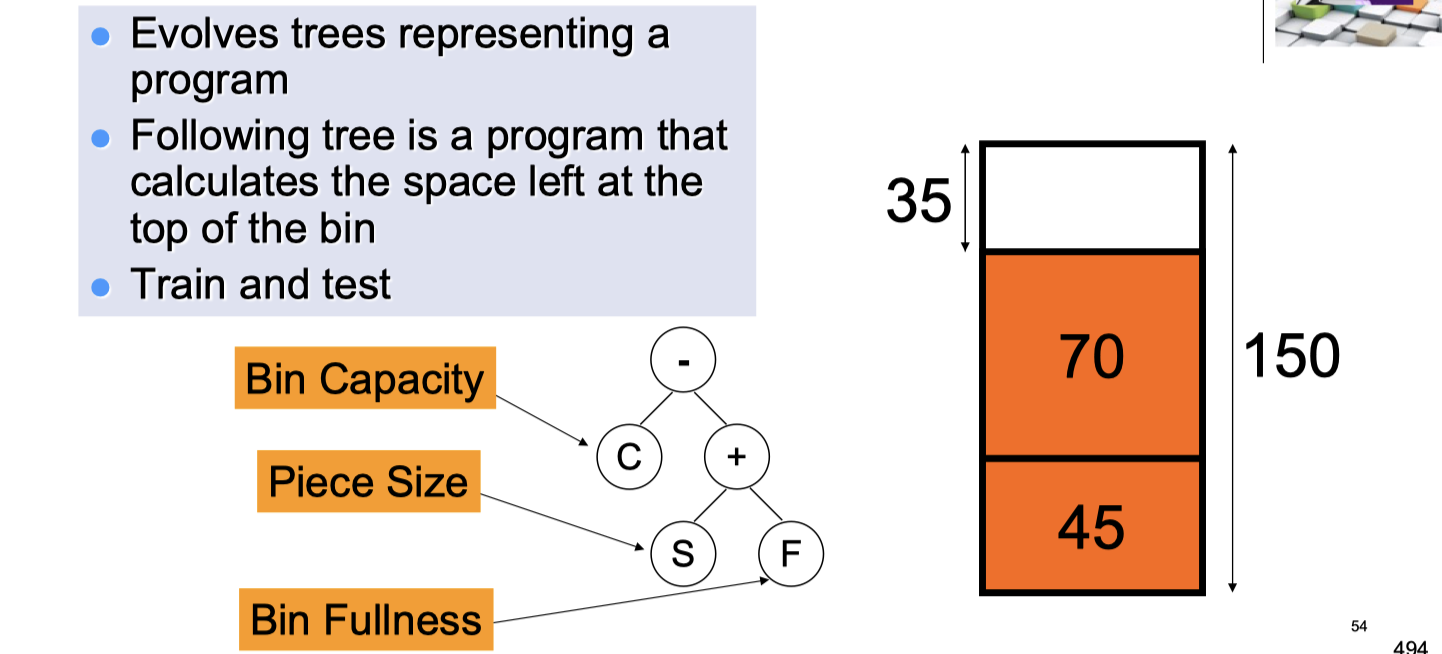 Evolves trees representing a
program
Following tree is a program that
calculates the space left at the
top of the bin
Train and test
Bin Capacity
Piece Size
Bin Fullness
-
C
+
S
F
35
70
45
150
54
494